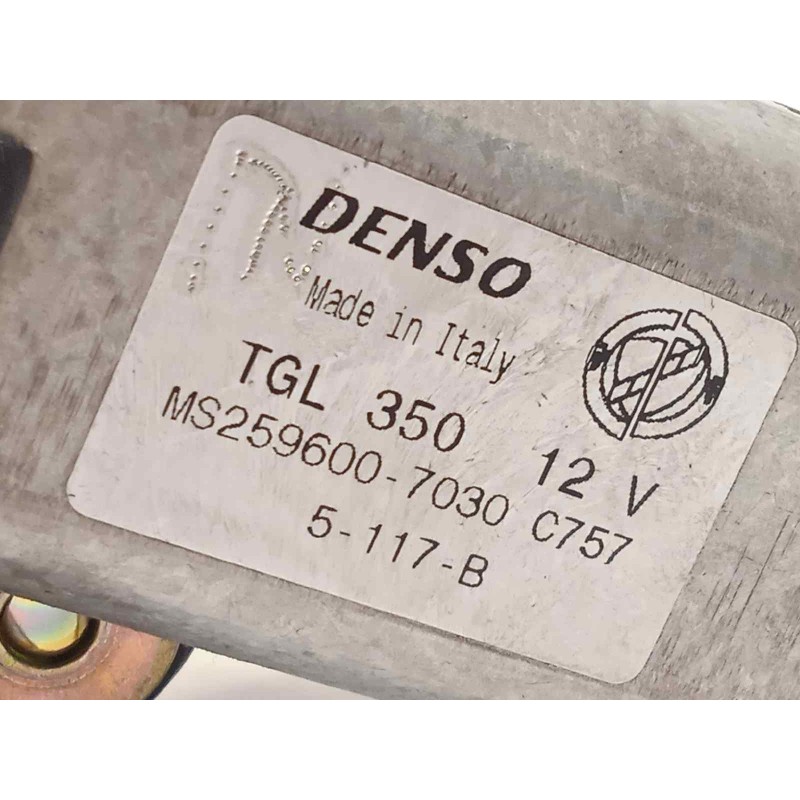 DENSO
Made in Italy
TGL 350 12 V
MS259600-7030 C757
5-117-B